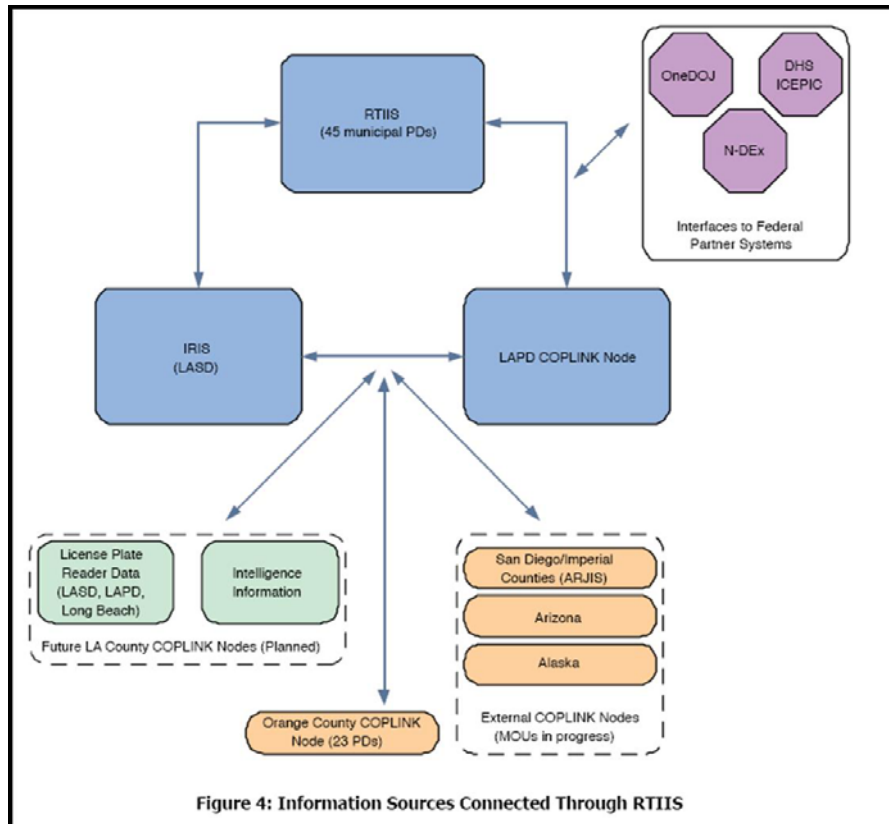 RTIIS
(45 municipal PDs)
OneDOJ
DHS
ICEPIC
N-DEx
Interfaces to Federal
Partner Systems
IRIS
(LASD)
LAPD COPLINK Node
License Plate
Reader Data
(LASD, LAPD,
Long Beach)
Intelligence
Information
Future LA County COPLINK Nodes (Planned)
San Diego/Imperial
Counties (ARJIS)
Arizona
Alaska
External COPLINK Nodes
(MOUs in progress)
Orange County COPLINK
Node (23 PDs)
Figure 4: Information Sources Connected Through RTIIS